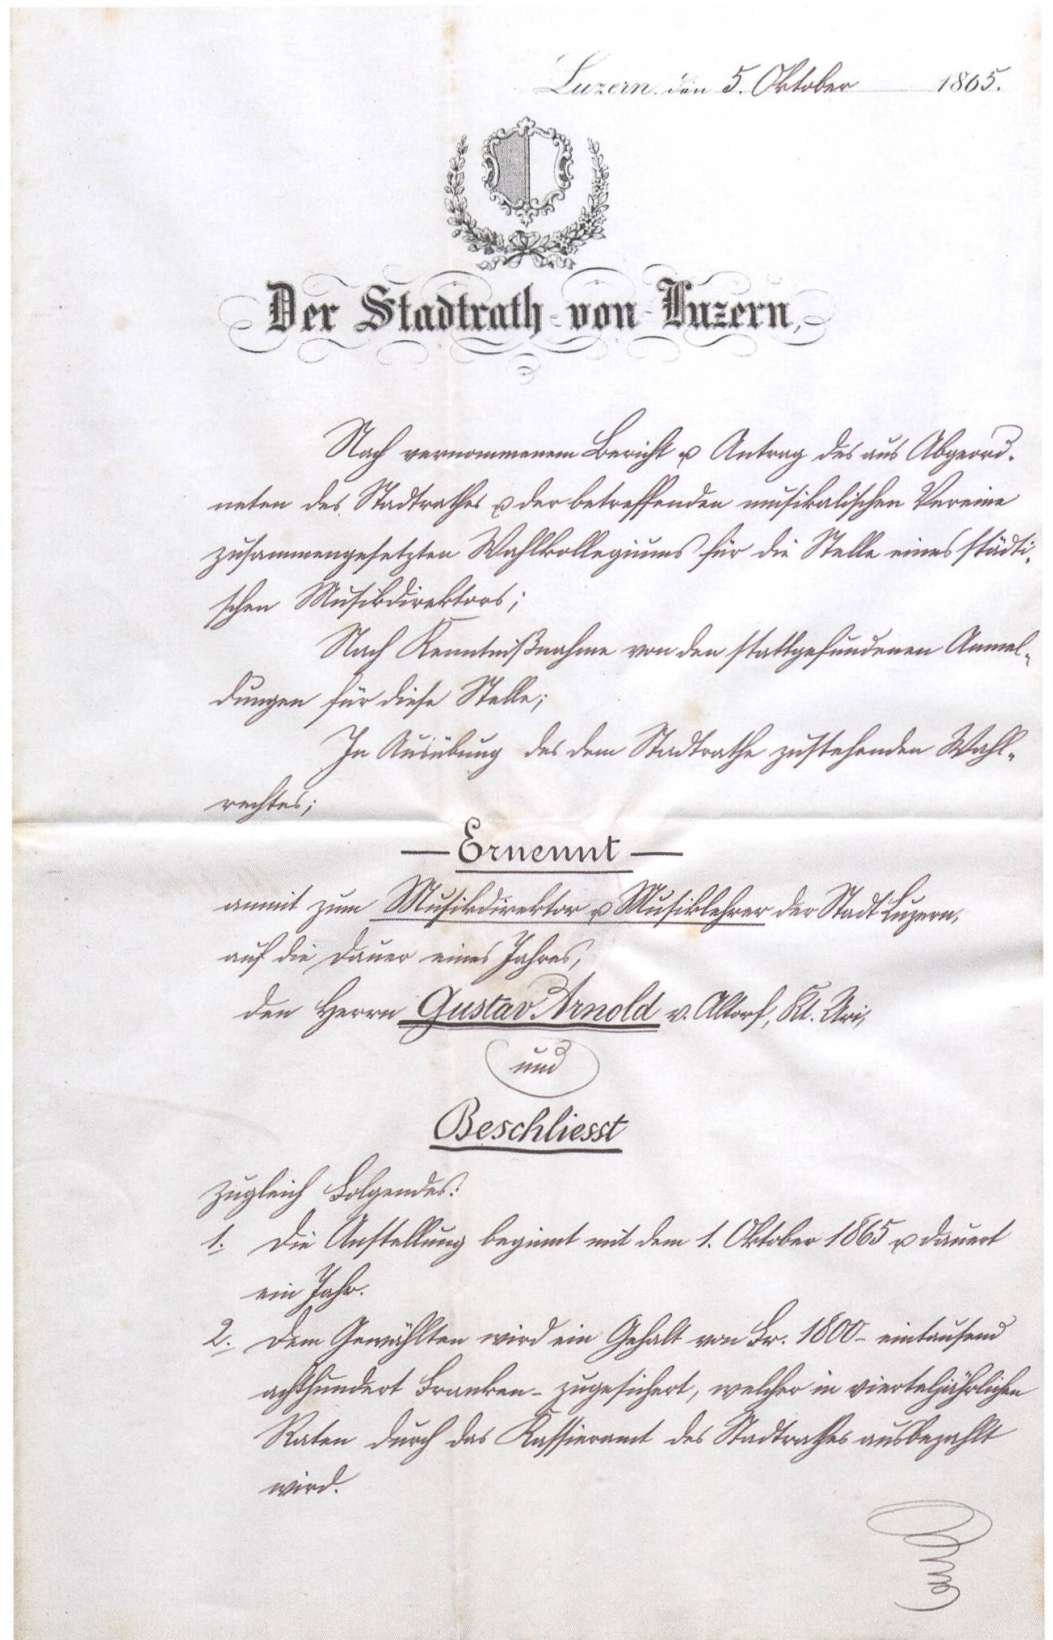 Luzern den 5. Oktober 1865.
Der Stadtrath von Luzern,
Nach vernommenem Bericht u Antrag des aus Abgeord-
neten des Stadtrathes u der betreffenden musikalischen Vereine
zusammengesetzten Wahlkollegiums für die Stelle eines städti-
schen Musikdirektors;
Nach Kenntnißnahme von den stattgefundenen Anmel-
dungen für diese Stelle;
In Ausübung des dem Stadtrathe zustehenden Wahl-
rechtes;
— Ernennt —
anmit zum Musikdirektor u Musiklehrer der Stadt Luzern,
auf die Dauer eines Jahres,
den Herrn Gustav Arnold v. Altorf, Kt. Uri,
und
Beschliesst
zugleich Folgendes:
1. Die Anstellung beginnt mit dem 1. Oktober 1865 u dauert
ein Jahr.
2. Dem Gewählten wird ein Gehalt von Fr. 1800 – eintausend
achthundert Franken – zugesichert, welcher in vierteljährlichen
Raten durch das Kassieramt des Stadtrathes ausbezahlt
wird.